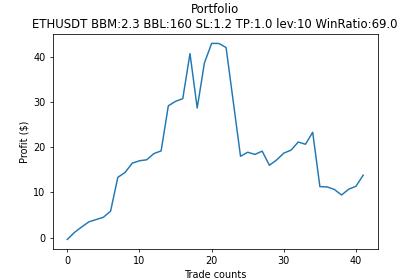 Portfolio
ETHUSDT BBM:2.3 BBL:160 SL:1.2 TP:1.0 lev:10 WinRatio:69.0
40
30
20
10
0
Profit ($)
0 10 20 30 40
Trade counts